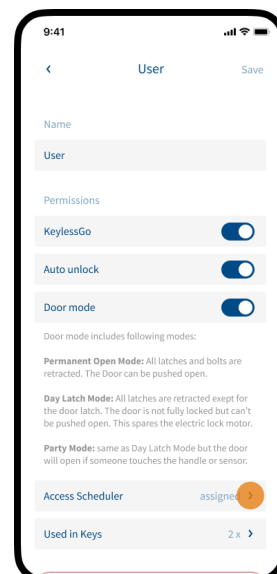 9:41
User
Save
Name
User
Permissions
KeylessGo
Auto unlock
Door mode
Door mode includes following modes:
Permanent Open Mode: All latches and bolts are
retracted. The Door can be pushed open.
Day Latch Mode: All latches are retracted exept for
the door latch. The door is not fully locked but can't
be pushed open. This spares the electric lock motor.
Party Mode: same as Day Latch Mode but the door
will open if someone touches the handle or sensor.
Access Scheduler assigned
Used in Keys 2 x